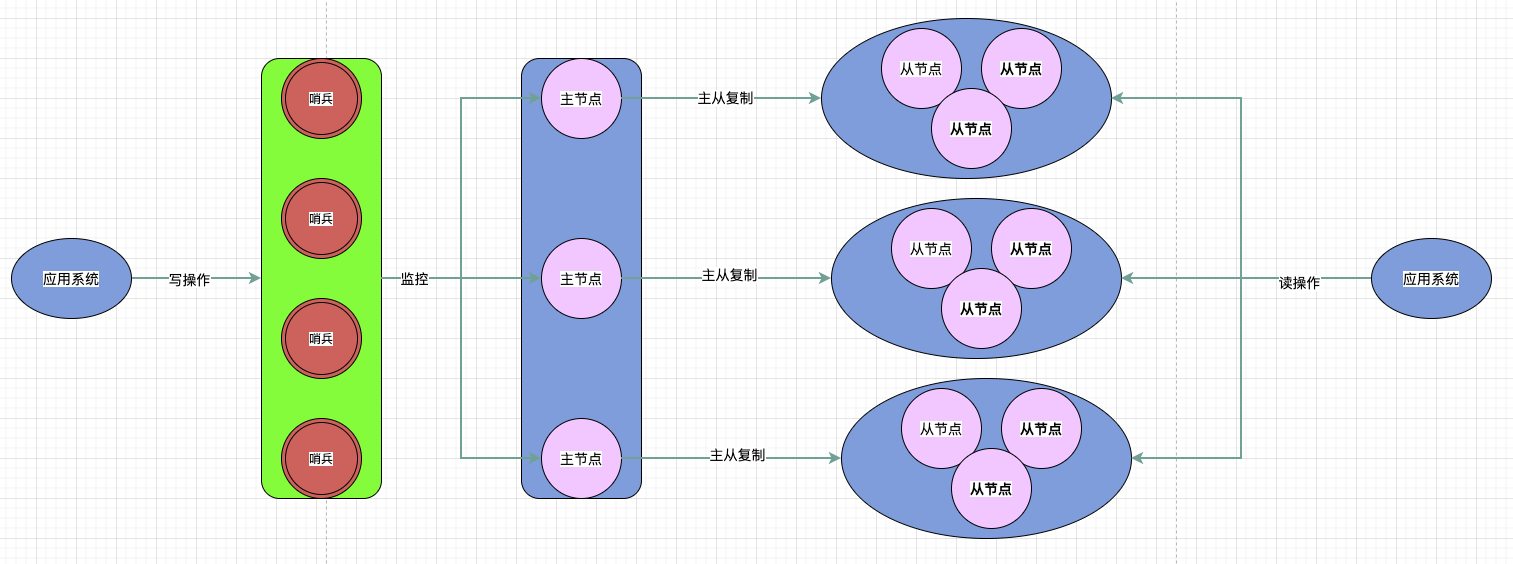 应用系统
写操作
哨兵
哨兵
哨兵
哨兵
监控
主节点
主节点
主节点
主从复制
主从复制
主从复制
从节点
从节点
从节点
从节点
从节点
从节点
从节点
从节点
从节点
读操作
应用系统